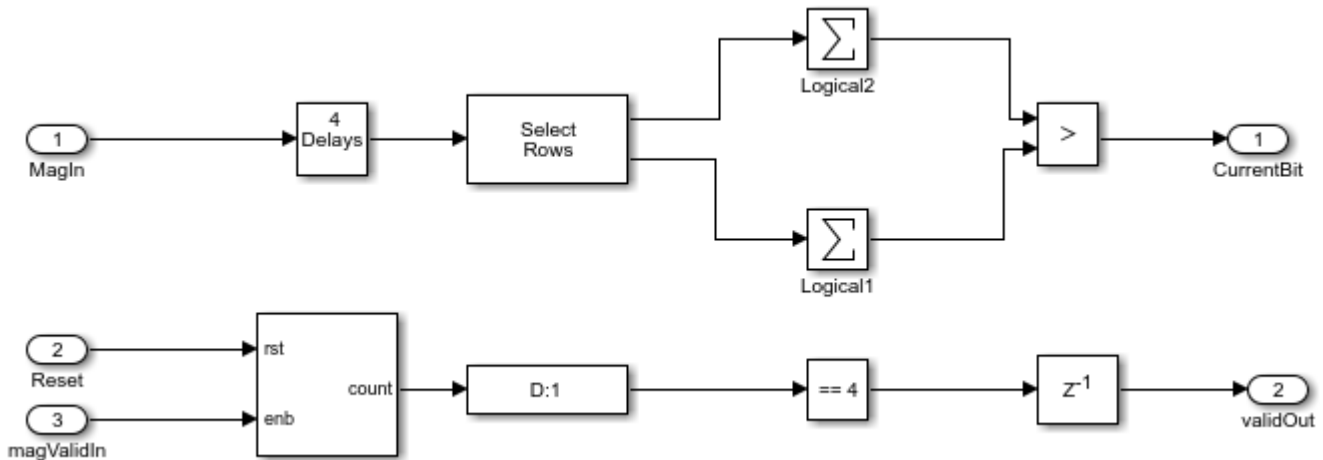 Logical2
1
MagIn
4
Delays
Select
Rows
∑
>
1
CurrentBit
∑
Logical1
2
Reset
3
magValidIn
rst
enb
count
D:1
== 4
Z⁻¹
2
validOut